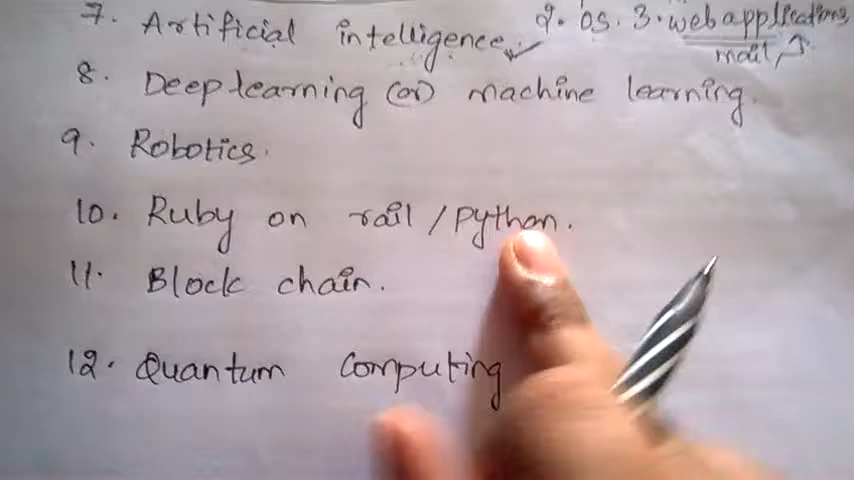 7. Artificial intelligence. 2. OS. 3. web applications
mail,
8. Deep learning (or) machine learning.
9. Robotics.
10. Ruby on rail / Python.
11. Block chain.
12. Quantum Computing